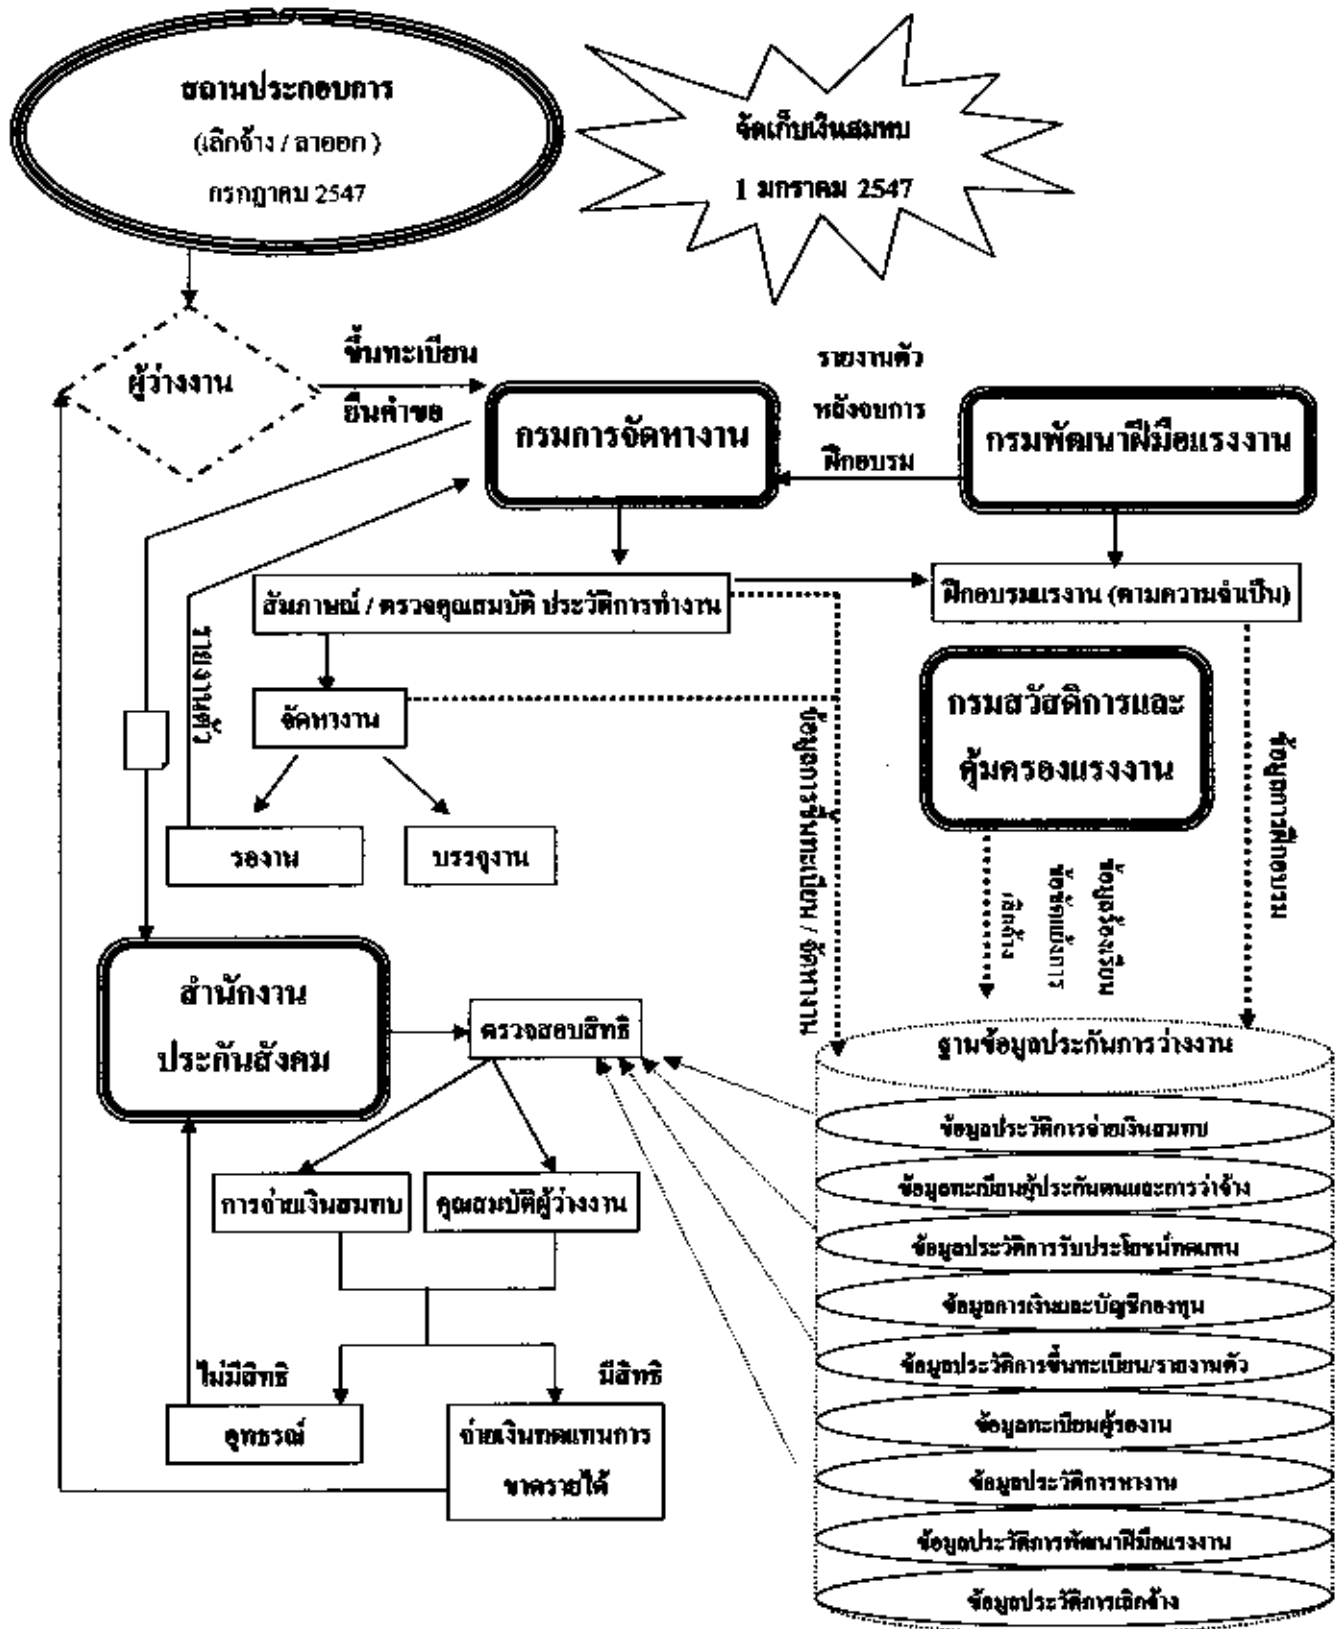 สถานประกอบการ
(เลิกจ้าง / ลาออก )
กรกฎาคม 2547
จัดเก็บเงินสมทบ
1 มกราคม 2547
ผู้ว่างงาน
ขึ้นทะเบียน
ยื่นคำขอ
กรมการจัดหางาน
รายงานตัว
หลังจบการ
ฝึกอบรม
กรมพัฒนาฝีมือแรงงาน
สัมภาษณ์ / ตรวจคุณสมบัติ ประวัติการทำงาน
ฝึกอบรมแรงงาน (ตามความจำเป็น)
รายงานตัว
จัดหางาน
กรมสวัสดิการและ
คุ้มครองแรงงาน
รองาน
บรรจุงาน
ข้อมูลการขึ้นทะเบียน / จัดหางาน
ข้อมูลร้องเรียน
ข้อขัดแย้งการ
เลิกจ้าง
ข้อมูลการฝึกอบรม
สำนักงาน
ประกันสังคม
ตรวจสอบสิทธิ
การจ่ายเงินสมทบ
คุณสมบัติผู้ว่างงาน
ไม่มีสิทธิ
มีสิทธิ
อุทธรณ์
จ่ายเงินทดแทนการ
ขาดรายได้
ฐานข้อมูลประกันการว่างงาน
ข้อมูลประวัติการจ่ายเงินสมทบ
ข้อมูลทะเบียนผู้ประกันตนและการว่าจ้าง
ข้อมูลประวัติการรับประโยชน์ทดแทน
ข้อมูลการเงินและบัญชีกองทุน
ข้อมูลประวัติการขึ้นทะเบียน/รายงานตัว
ข้อมูลทะเบียนผู้รองาน
ข้อมูลประวัติการหางาน
ข้อมูลประวัติการพัฒนาฝีมือแรงงาน
ข้อมูลประวัติการเลิกจ้าง